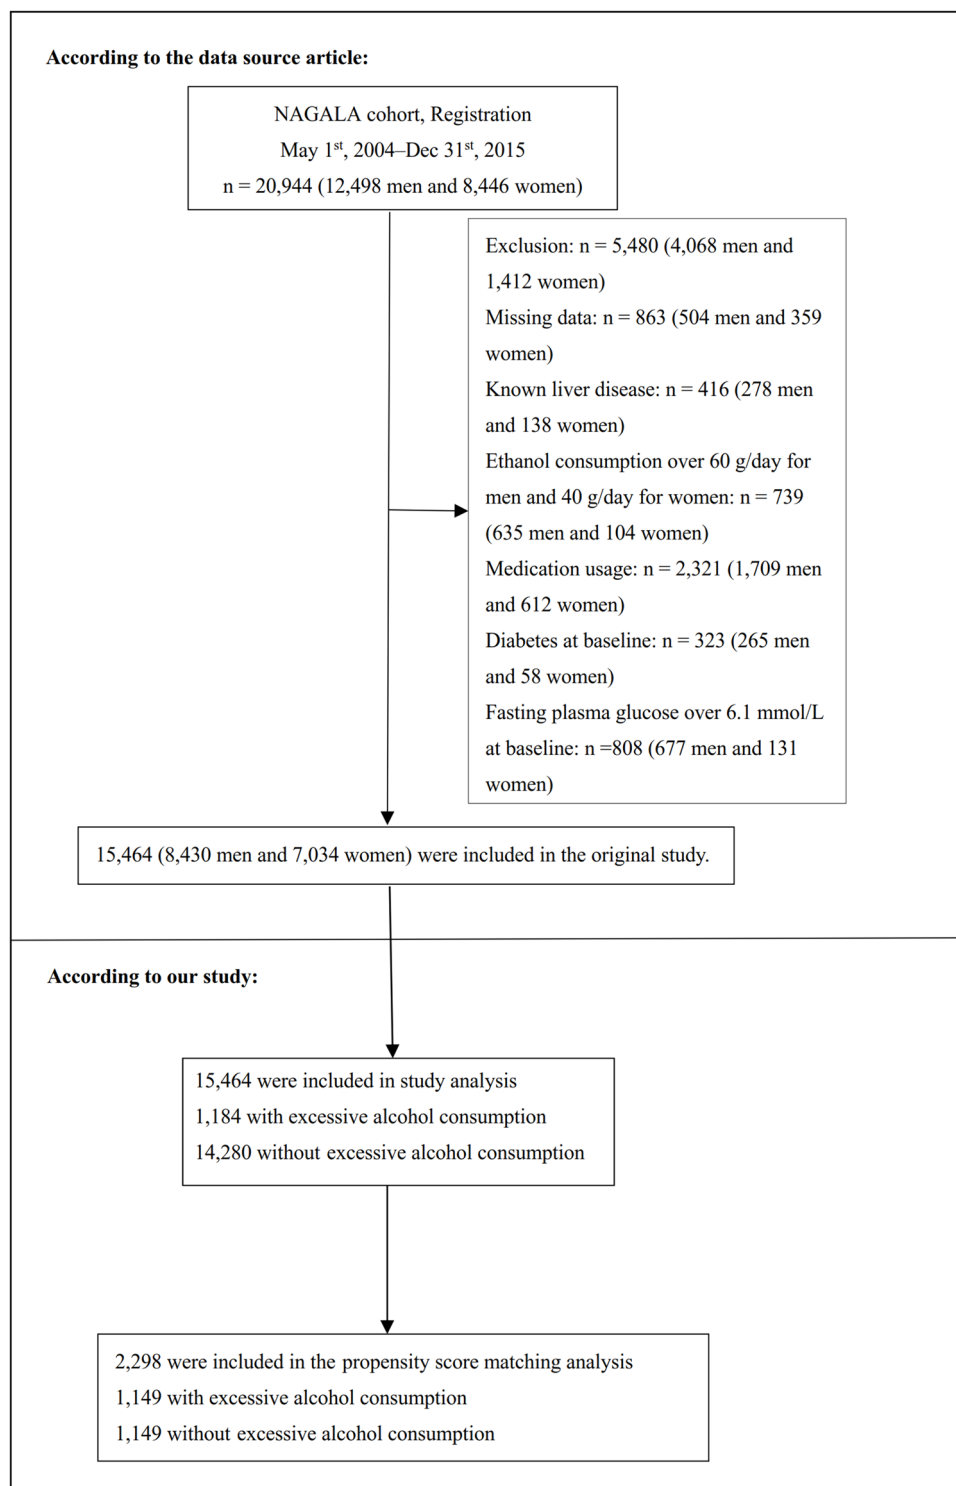 According to the data source article:
NAGALA cohort, Registration
May 1st, 2004–Dec 31st, 2015
n = 20,944 (12,498 men and 8,446 women)
Exclusion: n = 5,480 (4,068 men and
1,412 women)
Missing data: n = 863 (504 men and 359
women)
Known liver disease: n = 416 (278 men
and 138 women)
Ethanol consumption over 60 g/day for
men and 40 g/day for women: n = 739
(635 men and 104 women)
Medication usage: n = 2,321 (1,709 men
and 612 women)
Diabetes at baseline: n = 323 (265 men
and 58 women)
Fasting plasma glucose over 6.1 mmol/L
at baseline: n =808 (677 men and 131
women)
15,464 (8,430 men and 7,034 women) were included in the original study.
According to our study:
15,464 were included in study analysis
1,184 with excessive alcohol consumption
14,280 without excessive alcohol consumption
2,298 were included in the propensity score matching analysis
1,149 with excessive alcohol consumption
1,149 without excessive alcohol consumption